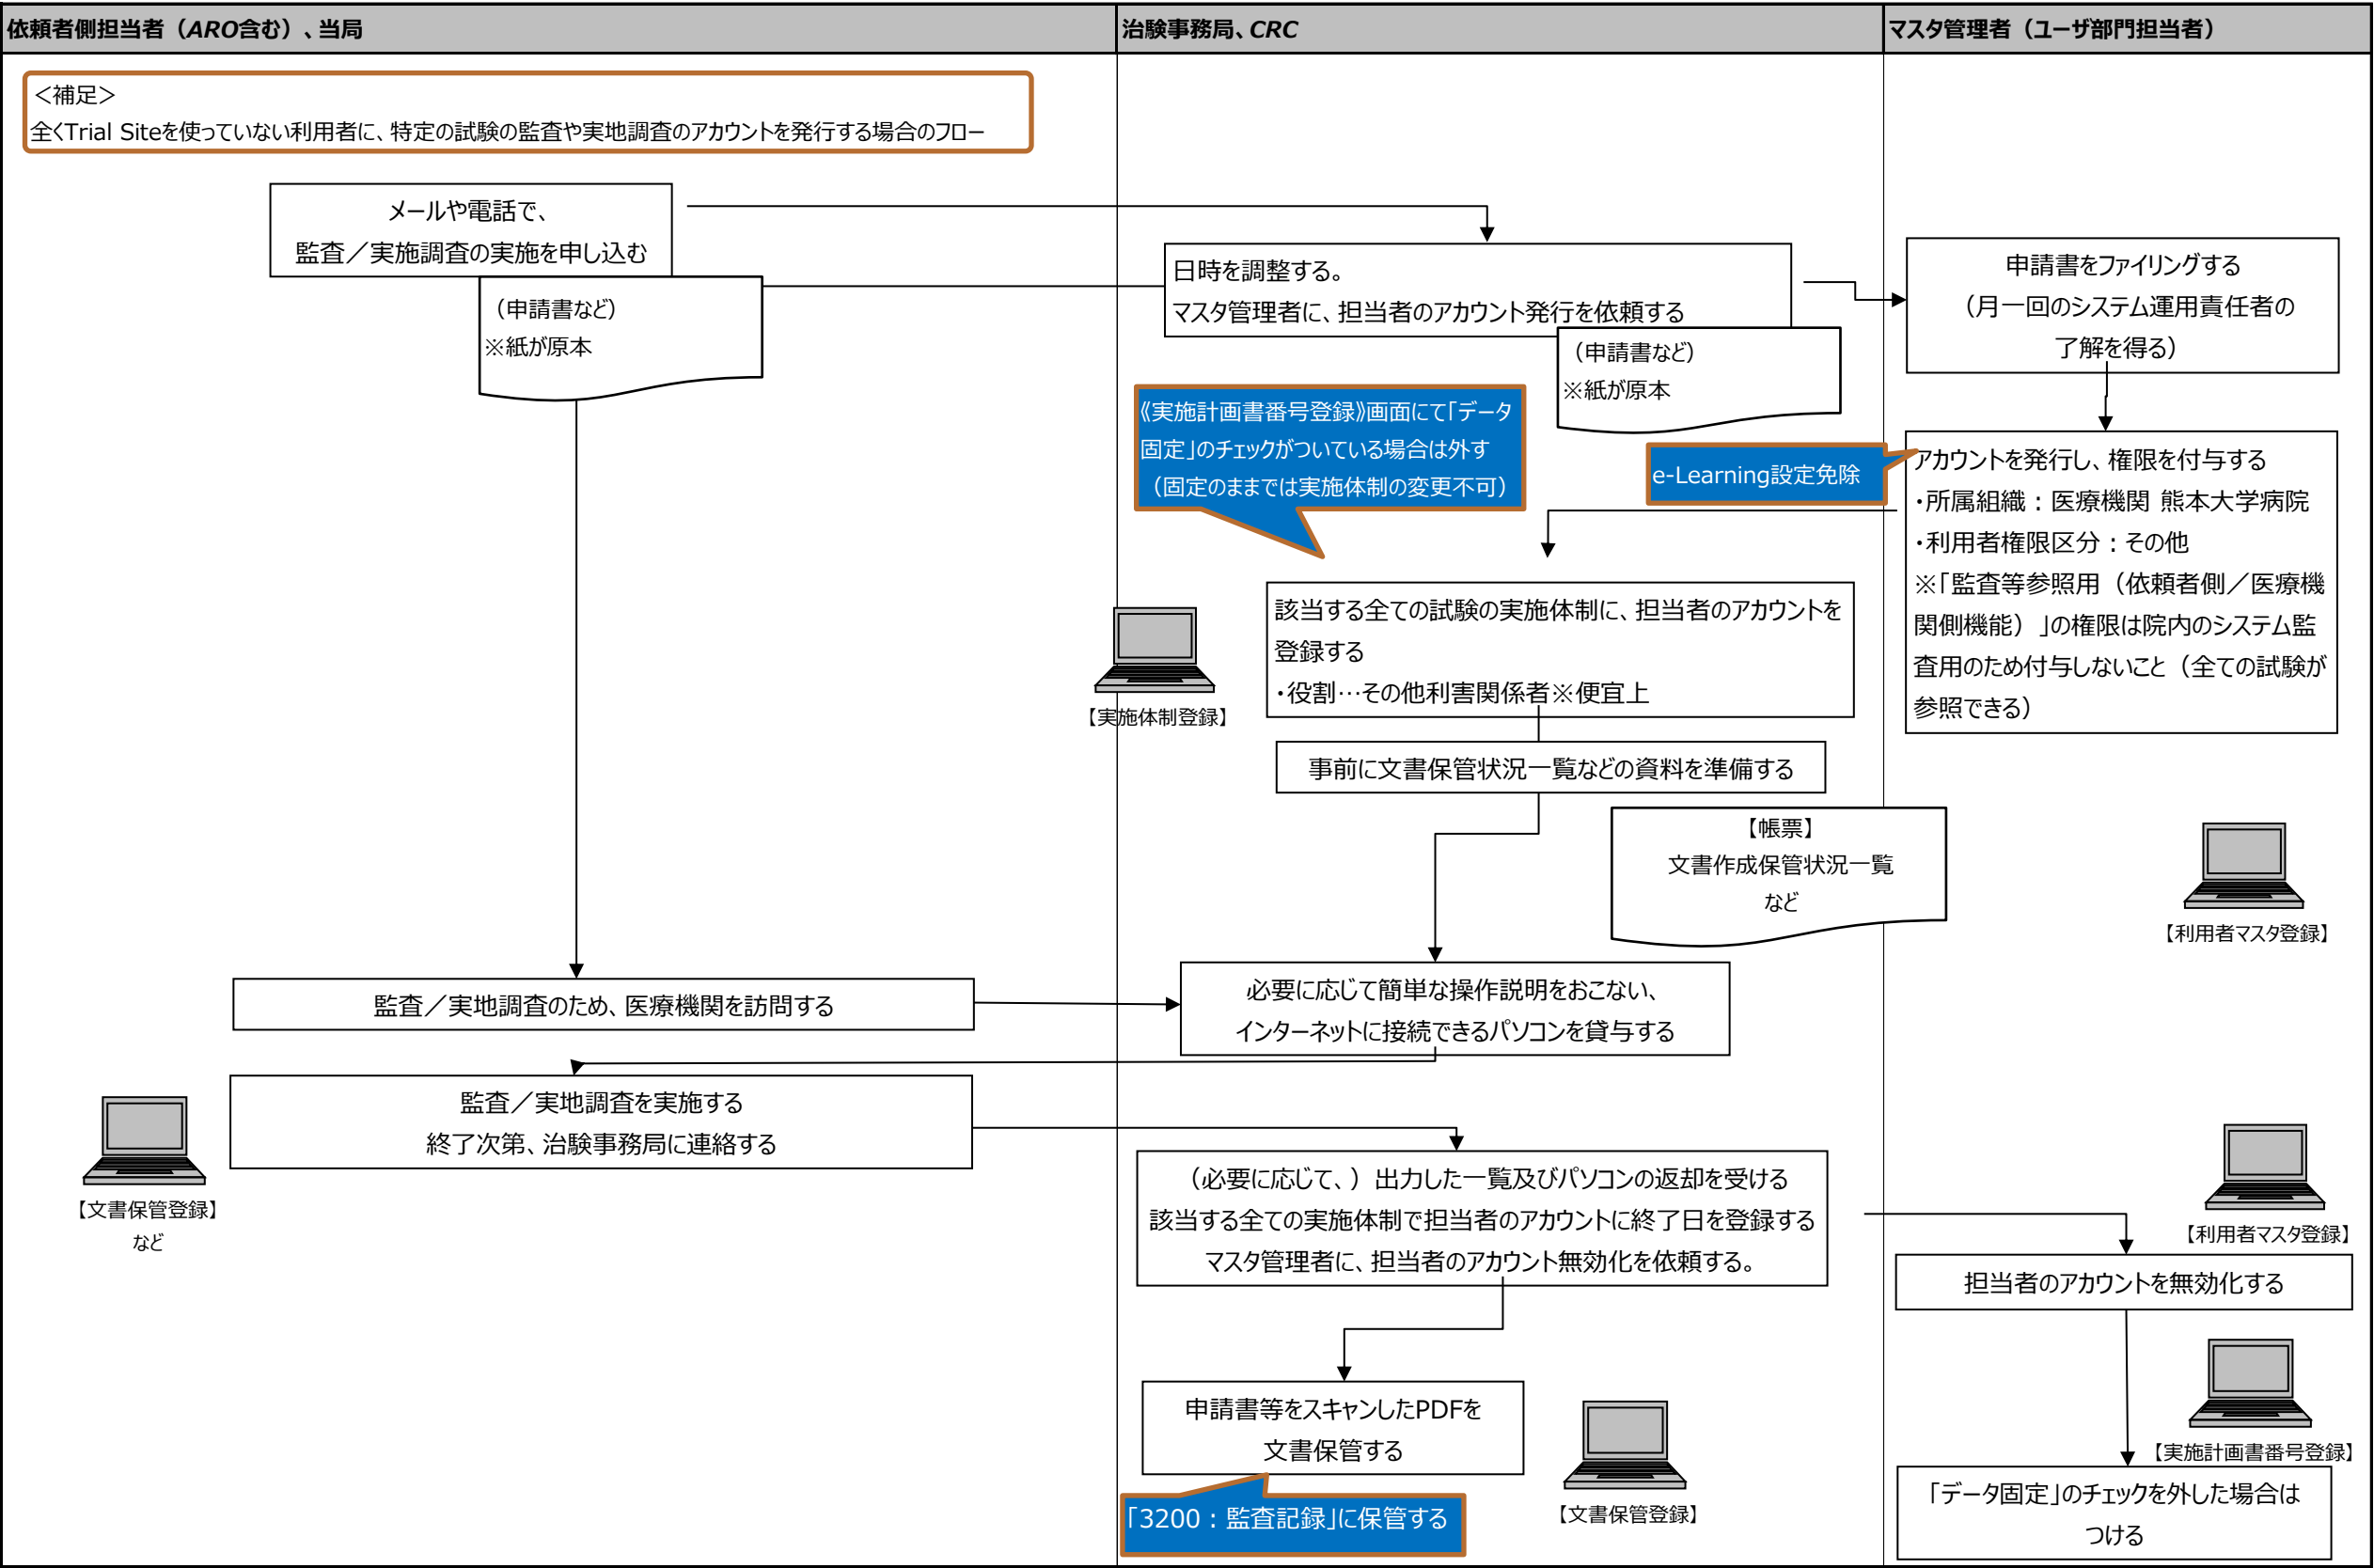 依頼者側担当者（ARO含む）、当局
治験事務局、CRC
マスタ管理者（ユーザ部門担当者）
＜補足＞
全くTrial Siteを使っていない利用者に、特定の試験の監査や実地調査のアカウントを発行する場合のフロー
メールや電話で、
監査／実施調査の実施を申し込む
（申請書など）
※紙が原本
日時を調整する。
マスタ管理者に、担当者のアカウント発行を依頼する
（申請書など）
※紙が原本
申請書をファイリングする
（月一回のシステム運用責任者の
了解を得る）
《実施計画書番号登録》画面にて「データ
固定」のチェックがついている場合は外す
（固定のままでは実施体制の変更不可）
e-Learning設定免除
アカウントを発行し、権限を付与する
・所属組織：医療機関 熊本大学病院
・利用者権限区分：その他
※「監査等参照用（依頼者側／医療機
関側機能）」の権限は院内のシステム監
査用のため付与しないこと（全ての試験が
参照できる）
該当する全ての試験の実施体制に、担当者のアカウントを
登録する
・役割…その他利害関係者※便宜上
【実施体制登録】
事前に文書保管状況一覧などの資料を準備する
【帳票】
文書作成保管状況一覧
など
【利用者マスタ登録】
監査／実地調査のため、医療機関を訪問する
必要に応じて簡単な操作説明をおこない、
インターネットに接続できるパソコンを貸与する
監査／実地調査を実施する
終了次第、治験事務局に連絡する
【文書保管登録】
など
（必要に応じて、）出力した一覧及びパソコンの返却を受ける
該当する全ての実施体制で担当者のアカウントに終了日を登録する
マスタ管理者に、担当者のアカウント無効化を依頼する。
【利用者マスタ登録】
担当者のアカウントを無効化する
申請書等をスキャンしたPDFを
文書保管する
【文書保管登録】
「3200：監査記録」に保管する
【実施計画書番号登録】
「データ固定」のチェックを外した場合は
つける